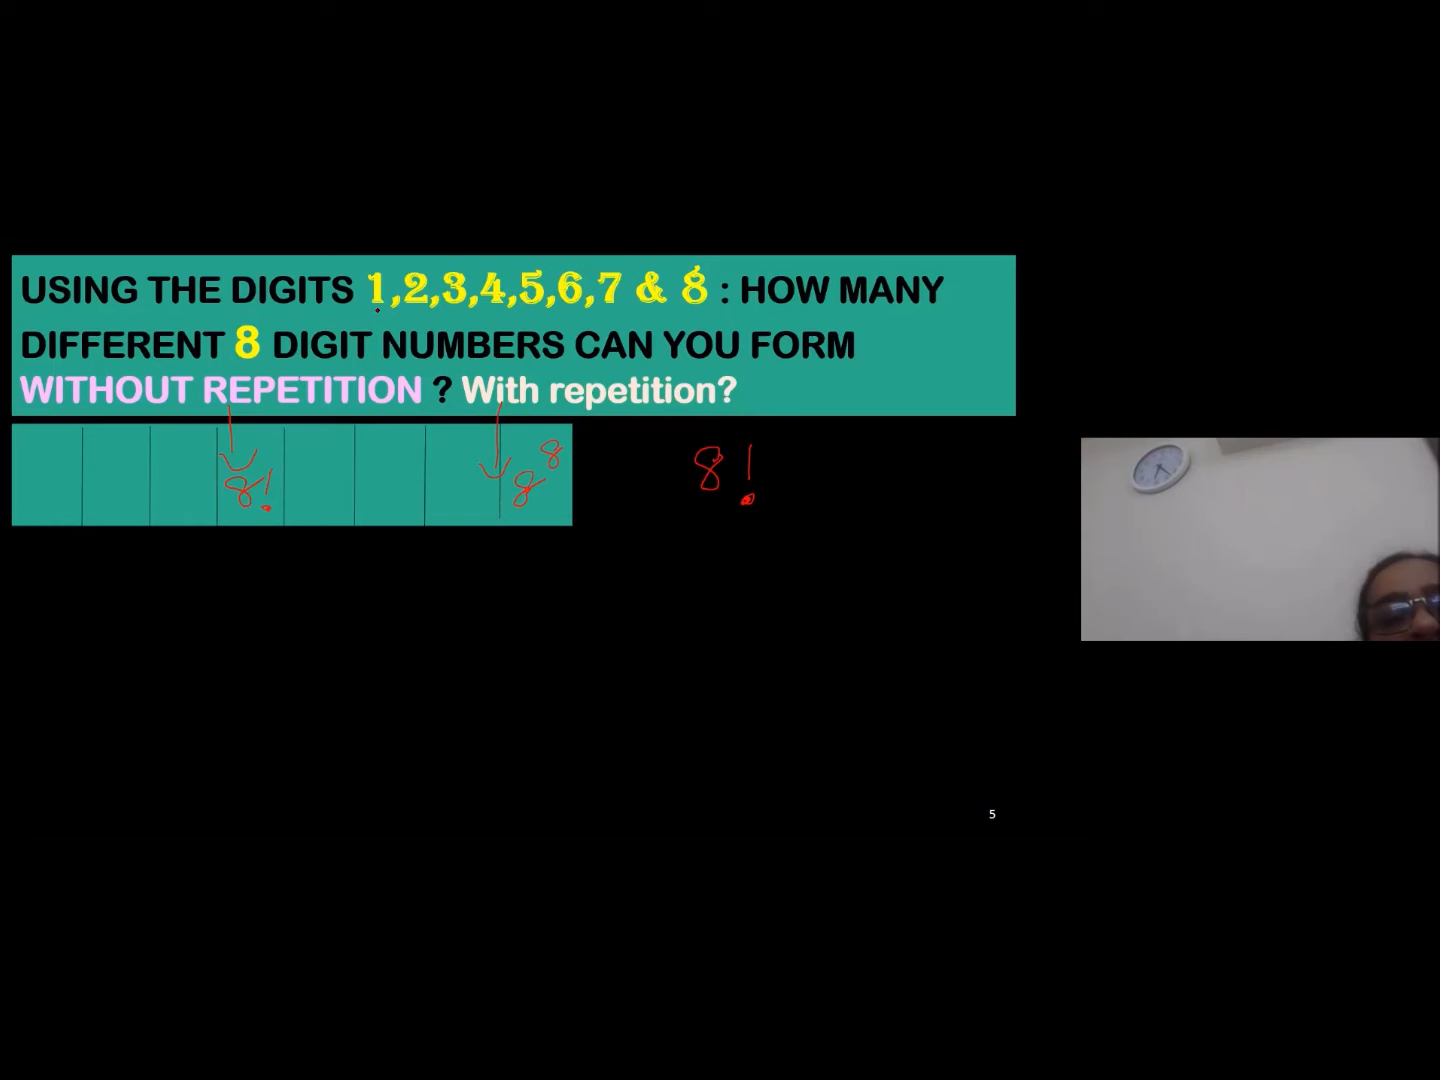 USING THE DIGITS 1,2,3,4,5,6,7 & 8 : HOW MANY
DIFFERENT 8 DIGIT NUMBERS CAN YOU FORM
WITHOUT REPETITION ? With repetition?
8! 8^8 8!
5